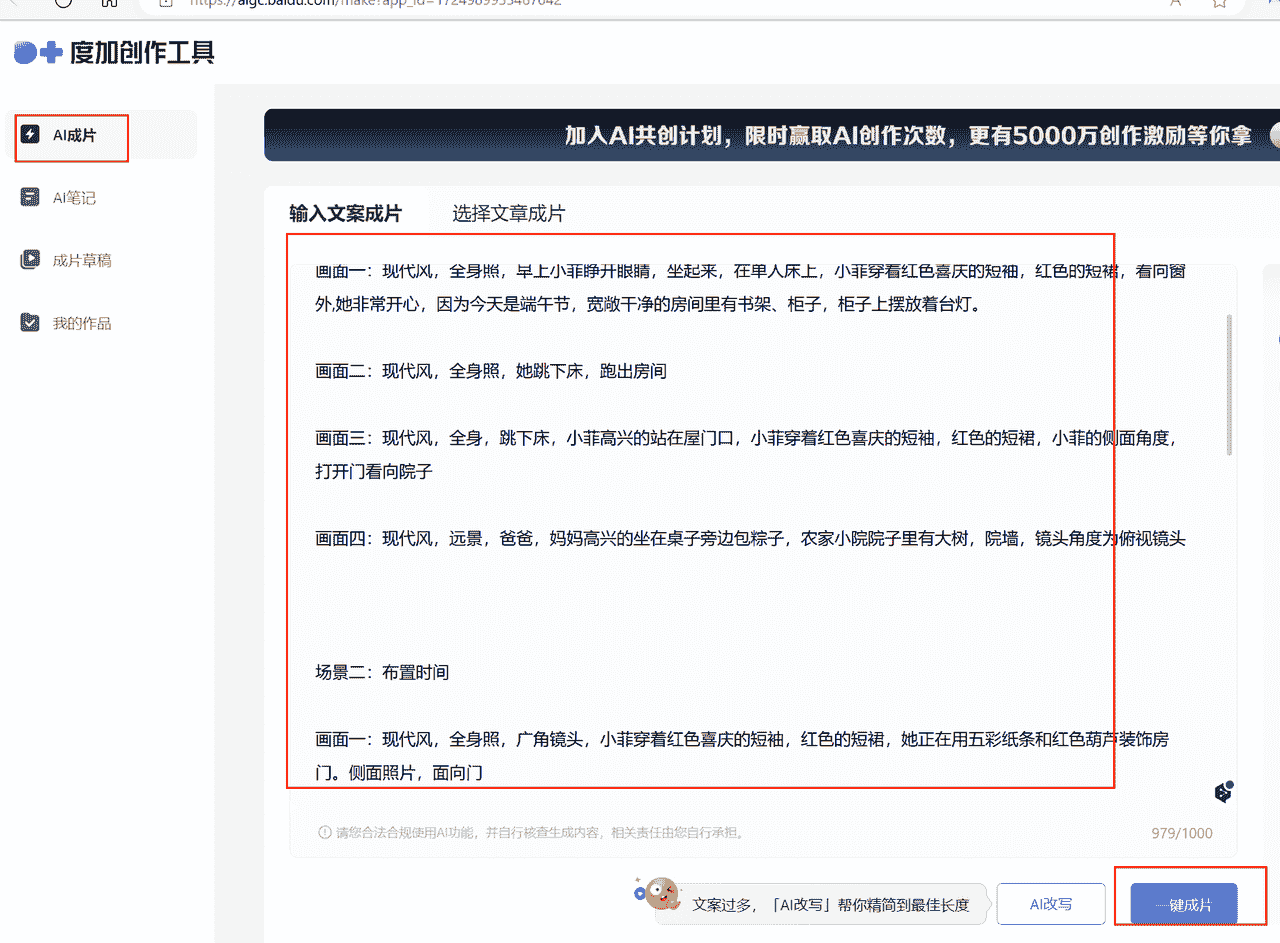 https://aigc.baidu.com/make?app_id=1724989953467642
度加创作工具
AI成片
加入AI共创计划，限时赢取AI创作次数，更有5000万创作激励等你拿
AI笔记
输入文案成片 选择文章成片
成片草稿
我的作品
画面一：现代风，全身照，早上小菲睁开眼睛，坐起来，在单人床上，小菲穿着红色喜庆的短袖，红色的短裙，看向窗
外,她非常开心，因为今天是端午节，宽敞干净的房间里有书架、柜子，柜子上摆放着台灯。
画面二：现代风，全身照，她跳下床，跑出房间
画面三：现代风，全身，跳下床，小菲高兴的站在屋门口，小菲穿着红色喜庆的短袖，红色的短裙，小菲的侧面角度，
打开门看向院子
画面四：现代风，远景，爸爸，妈妈高兴的坐在桌子旁边包粽子，农家小院院子里有大树，院墙，镜头角度为俯视镜头
场景二：布置时间
画面一：现代风，全身照，广角镜头，小菲穿着红色喜庆的短袖，红色的短裙，她正在用五彩纸条和红色葫芦装饰房
门。侧面照片，面向门
请您合法合规使用AI功能，并自行核查生成内容，相关责任由您自行承担。
979/1000
文案过多，「AI改写」帮你精简到最佳长度
AI改写
一键成片